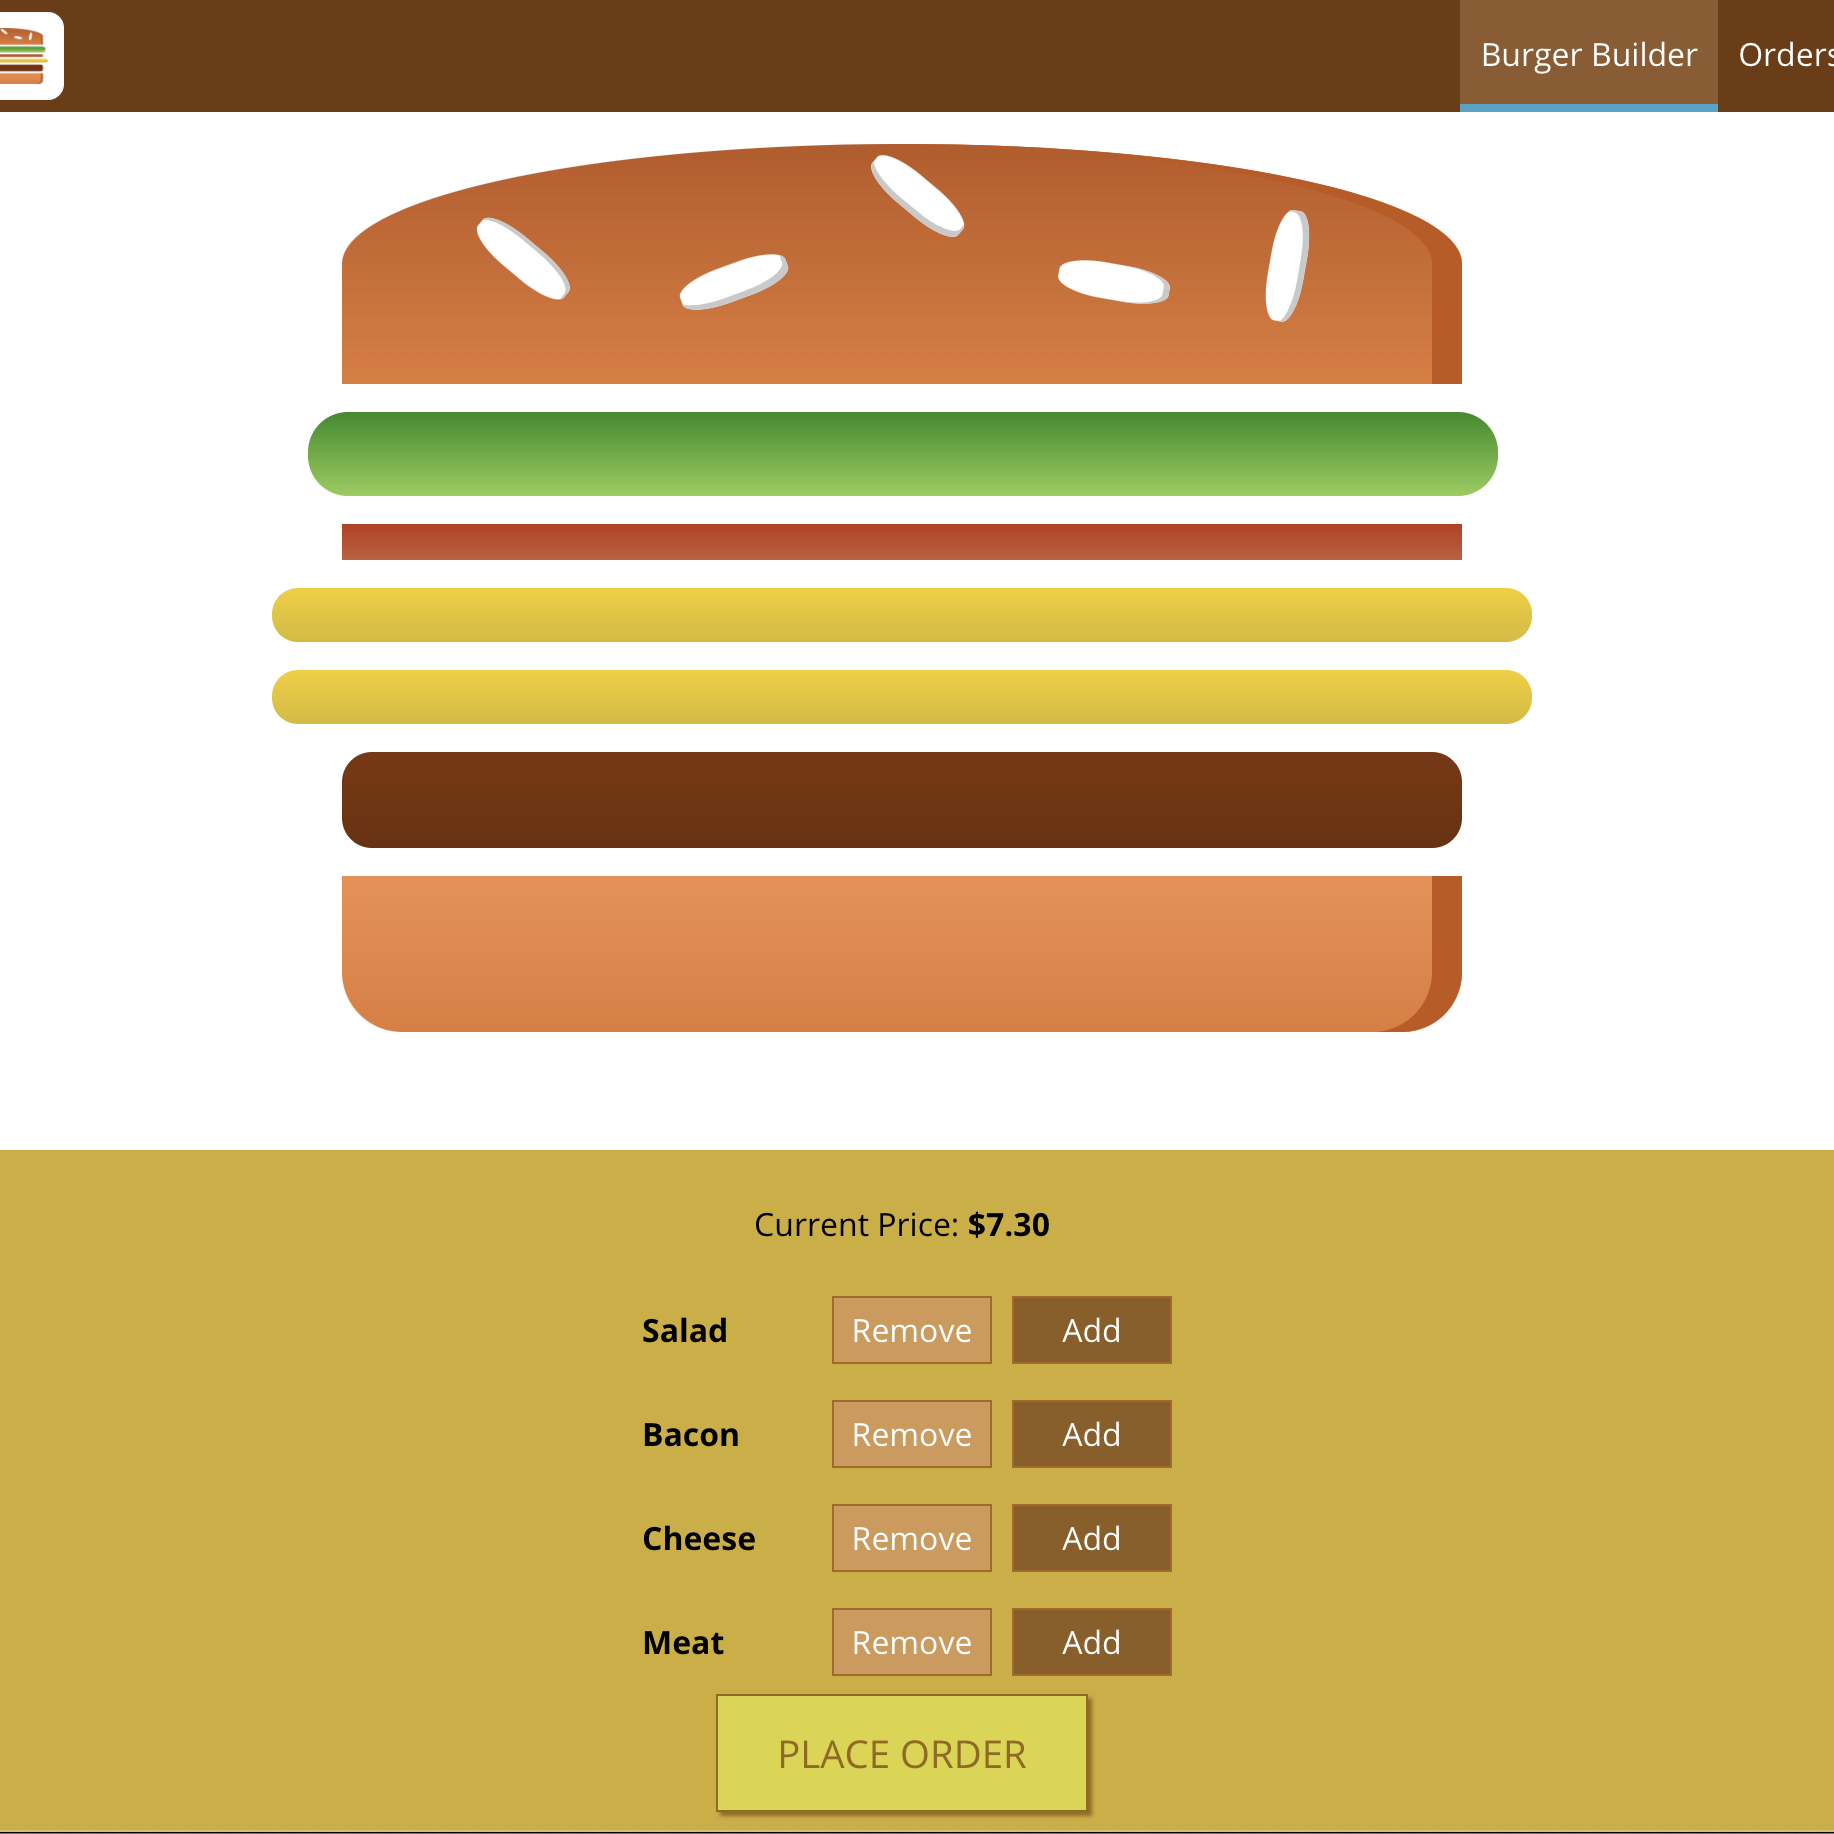 Burger Builder
Orders
Current Price: $7.30
Salad Remove Add
Bacon Remove Add
Cheese Remove Add
Meat Remove Add
PLACE ORDER